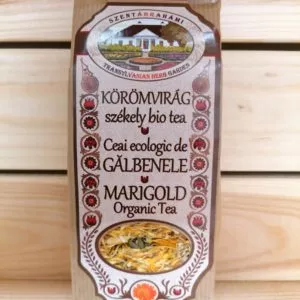 SZENTÁBRAHÁMI
TRANSYLVANIAN HERB GARDEN
KÖRÖMVIRÁG
székely bio tea
Ceai ecologic de
GĂLBENELE
MARIGOLD
Organic Tea